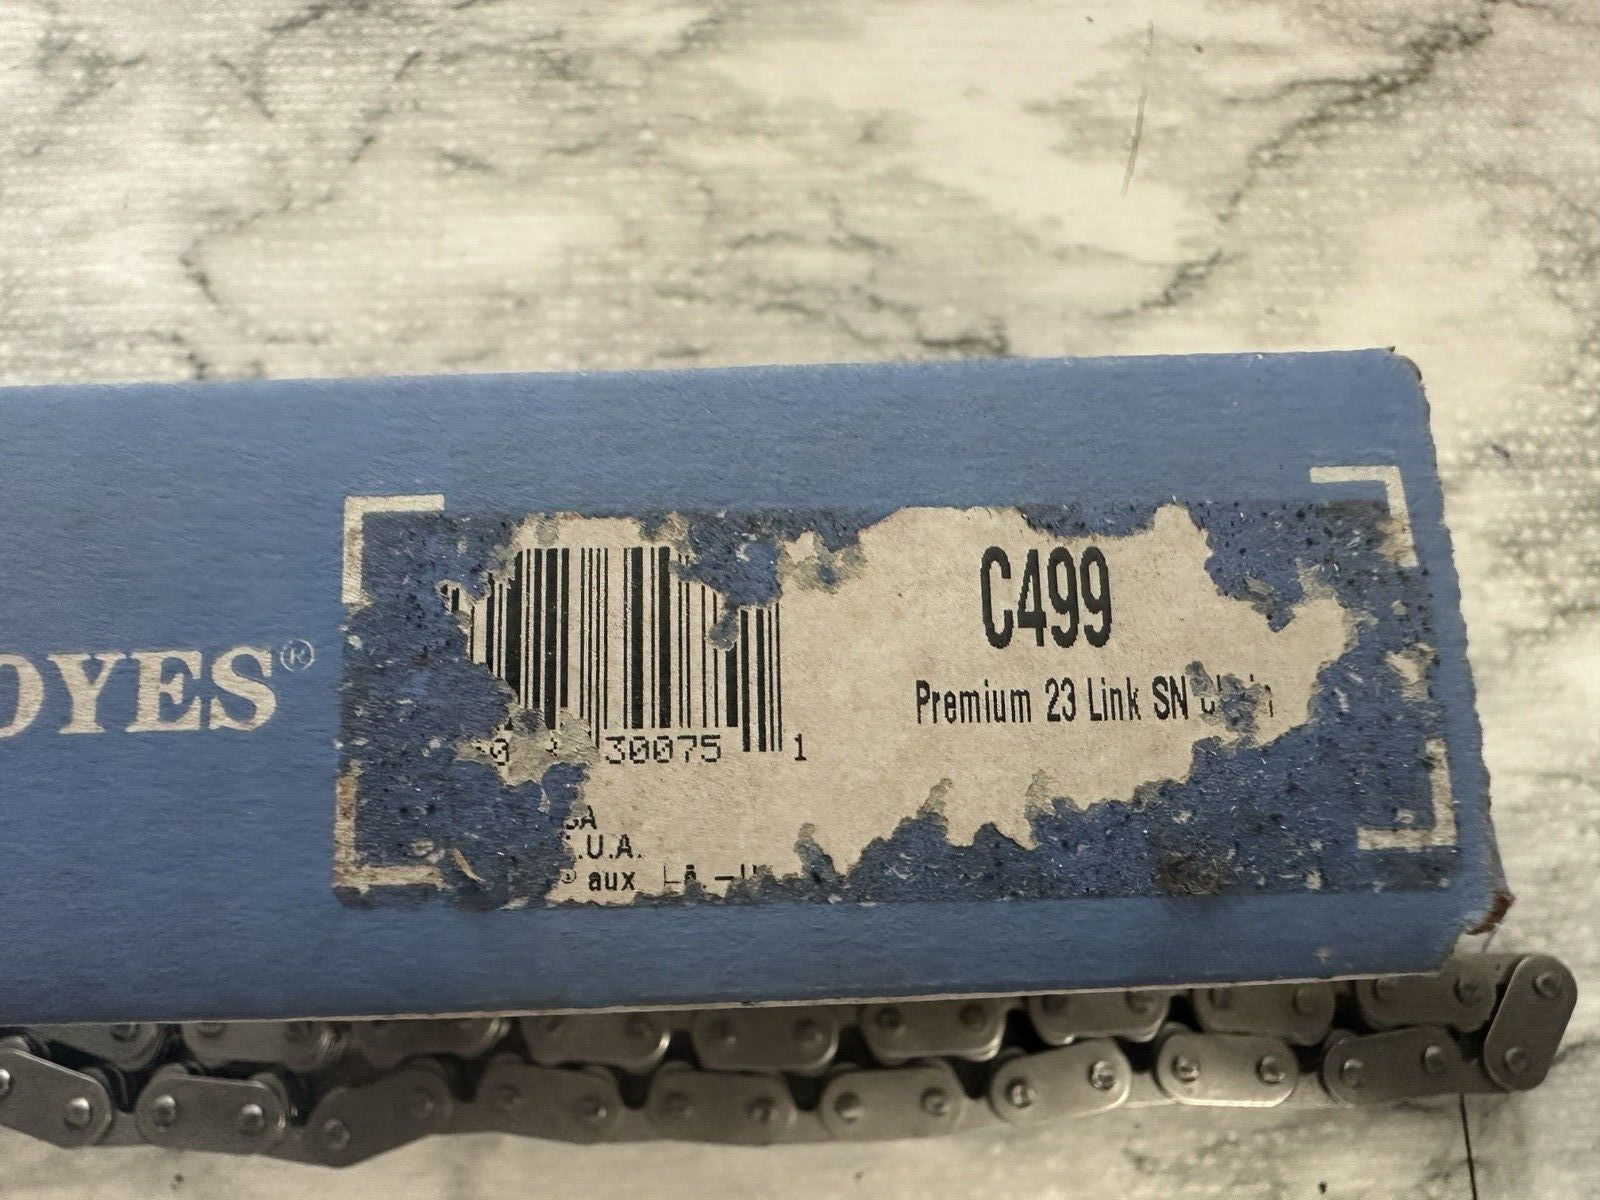 OYES®
C499
Premium 23 Link SN
30075 1
U.A.
aux